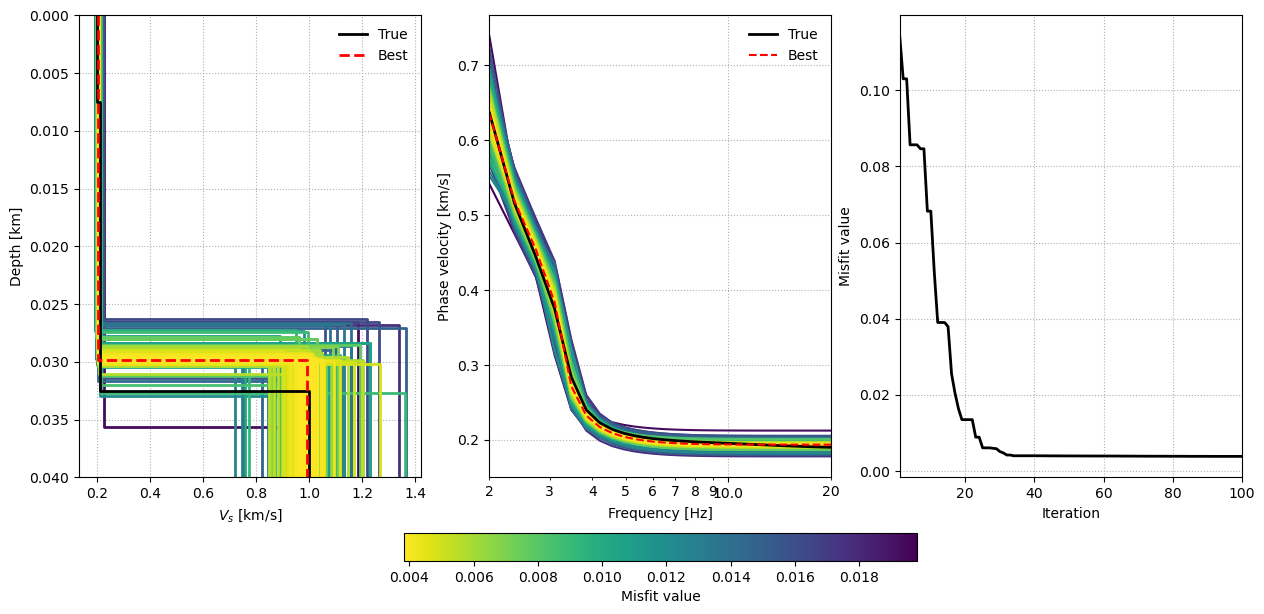 True
Best
0.000
0.005
0.010
0.015
0.020
0.025
0.030
0.035
0.040
Depth [km]
0.2 0.4 0.6 0.8 1.0 1.2 1.4
Vs [km/s]
True
Best
0.7
0.6
0.5
0.4
0.3
0.2
Phase velocity [km/s]
2 3 4 5 6 7 8 9 10.0 20
Frequency [Hz]
0.10
0.08
0.06
0.04
0.02
0.00
Misfit value
20 40 60 80 100
Iteration
0.004 0.006 0.008 0.010 0.012 0.014 0.016 0.018
Misfit value